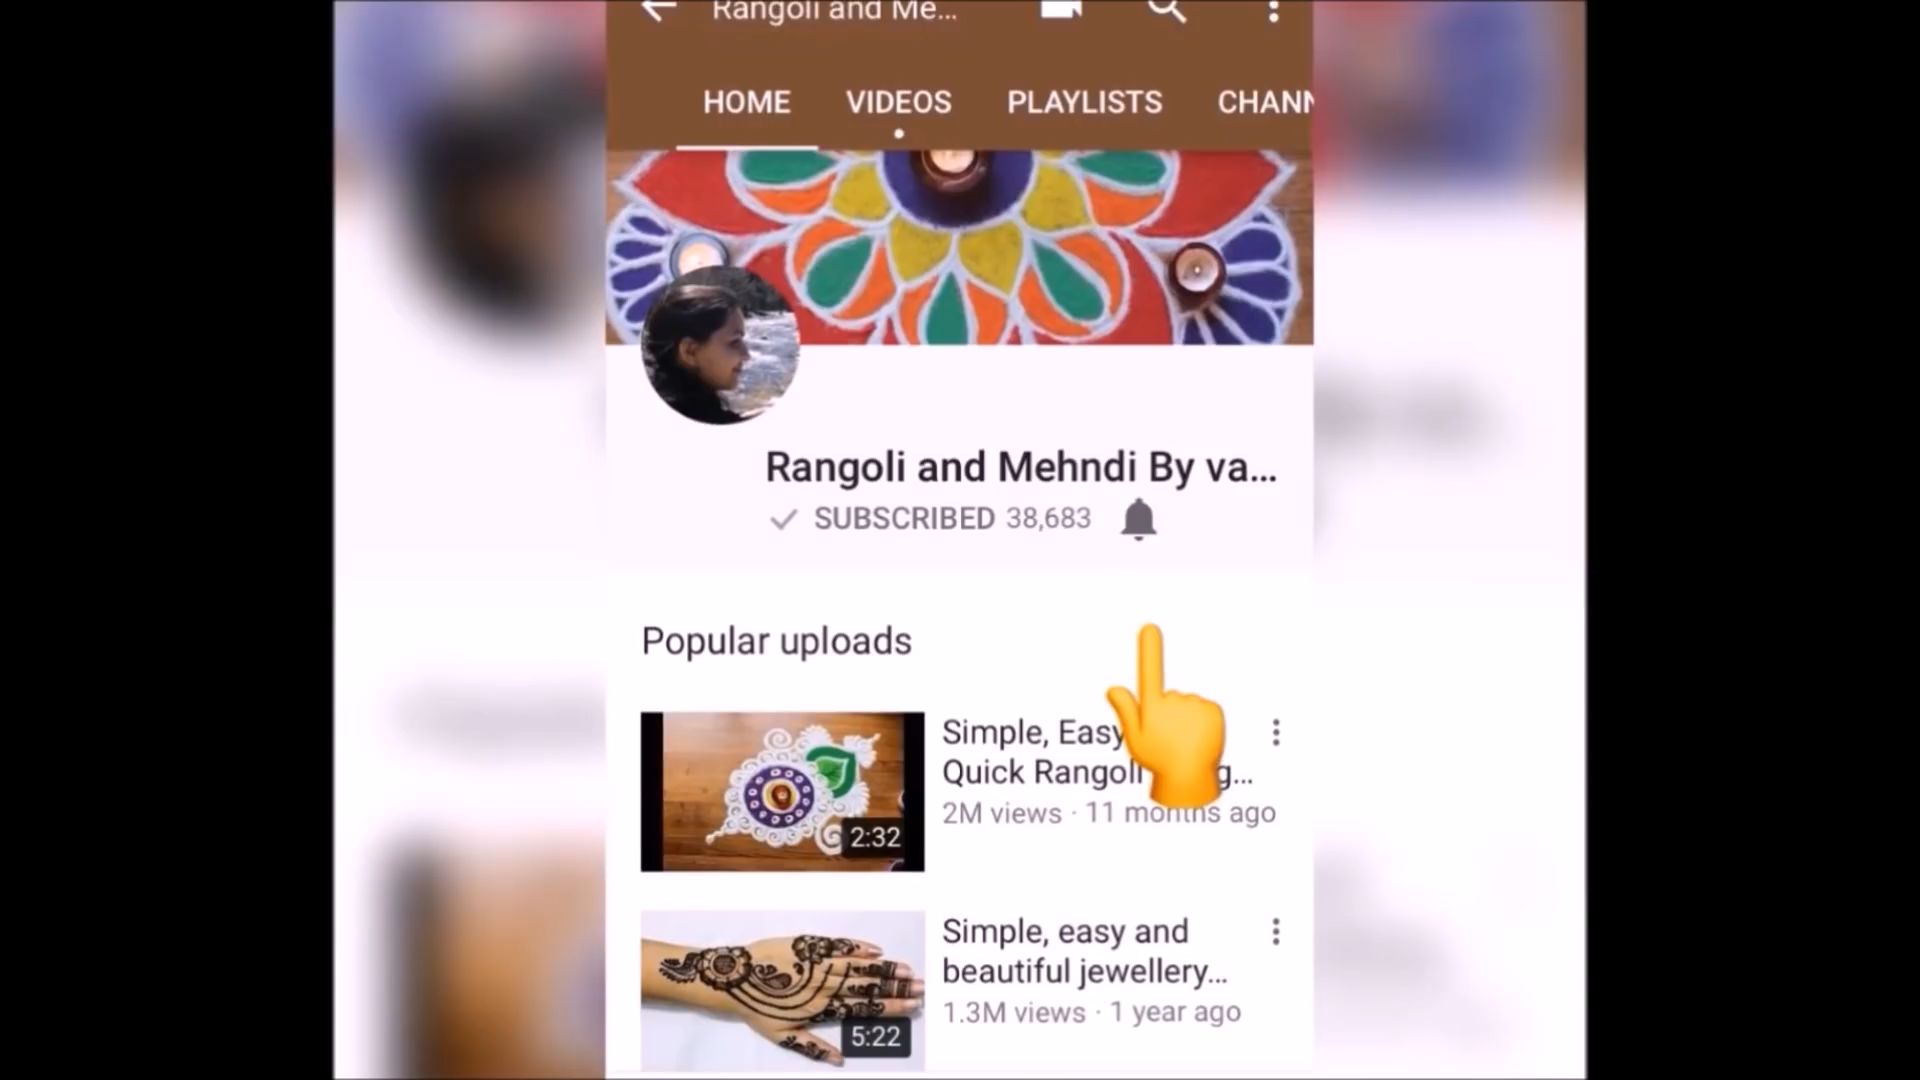 Rangoli and Me...
HOME VIDEOS PLAYLISTS CHANN
Rangoli and Mehndi By va...
SUBSCRIBED 38,683
Popular uploads
Simple, Easy
Quick Rangoli g...
2M views · 11 months ago
2:32
Simple, easy and
beautiful jewellery...
1.3M views · 1 year ago
5:22